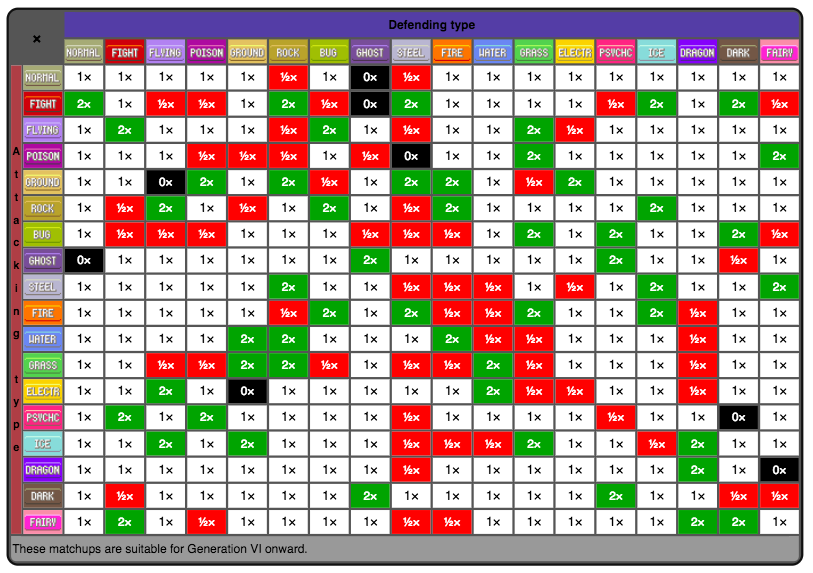 Defending type
×
NORMAL FIGHT FLYING POISON GROUND ROCK BUG GHOST STEEL FIRE WATER GRASS ELECTR PSYCHC ICE DRAGON DARK FAIRY
Attacking type
NORMAL 1× 1× 1× 1× 1× ½× 1× 0× ½× 1× 1× 1× 1× 1× 1× 1× 1× 1×
FIGHT 2× 1× ½× ½× 1× 2× ½× 0× 2× 1× 1× 1× 1× ½× 2× 1× 2× ½×
FLYING 1× 2× 1× 1× 1× ½× 2× 1× ½× 1× 1× 2× ½× 1× 1× 1× 1× 1×
POISON 1× 1× 1× ½× ½× ½× 1× ½× 0× 1× 1× 2× 1× 1× 1× 1× 1× 2×
GROUND 1× 1× 0× 2× 1× 2× ½× 1× 2× 2× 1× ½× 2× 1× 1× 1× 1× 1×
ROCK 1× ½× 2× 1× ½× 1× 2× 1× ½× 2× 1× 1× 1× 1× 2× 1× 1× 1×
BUG 1× ½× ½× ½× 1× 1× 1× ½× ½× ½× 1× 2× 1× 2× 1× 1× 2× ½×
GHOST 0× 1× 1× 1× 1× 1× 1× 2× 1× 1× 1× 1× 1× 2× 1× 1× ½× 1×
STEEL 1× 1× 1× 1× 1× 2× 1× 1× ½× ½× ½× 1× ½× 1× 2× 1× 1× 2×
FIRE 1× 1× 1× 1× 1× ½× 2× 1× 2× ½× ½× 2× 1× 1× 2× ½× 1× 1×
WATER 1× 1× 1× 1× 2× 2× 1× 1× 1× 2× ½× ½× 1× 1× 1× ½× 1× 1×
GRASS 1× 1× ½× ½× 2× 2× ½× 1× ½× ½× 2× ½× 1× 1× 1× ½× 1× 1×
ELECTR 1× 1× 2× 1× 0× 1× 1× 1× 1× 1× 2× ½× ½× 1× 1× ½× 1× 1×
PSYCHC 1× 2× 1× 2× 1× 1× 1× 1× ½× 1× 1× 1× 1× ½× 1× 1× 0× 1×
ICE 1× 1× 2× 1× 2× 1× 1× 1× ½× ½× ½× 2× 1× 1× ½× 2× 1× 1×
DRAGON 1× 1× 1× 1× 1× 1× 1× 1× ½× 1× 1× 1× 1× 1× 1× 2× 1× 0×
DARK 1× ½× 1× 1× 1× 1× 1× 2× 1× 1× 1× 1× 1× 2× 1× 1× ½× ½×
FAIRY 1× 2× 1× ½× 1× 1× 1× 1× ½× ½× 1× 1× 1× 1× 1× 2× 2× 1×
These matchups are suitable for Generation VI onward.